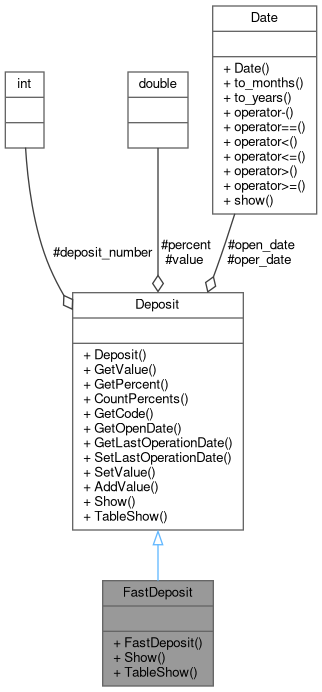 Date
+ Date()
+ to_months()
+ to_years()
+ operator-()
+ operator==()
+ operator<()
+ operator<=()
+ operator>()
+ operator>=()
+ show()
int
double
#deposit_number
#percent
#value
#open_date
#oper_date
Deposit
+ Deposit()
+ GetValue()
+ GetPercent()
+ CountPercents()
+ GetCode()
+ GetOpenDate()
+ GetLastOperationDate()
+ SetLastOperationDate()
+ SetValue()
+ AddValue()
+ Show()
+ TableShow()
FastDeposit
+ FastDeposit()
+ Show()
+ TableShow()